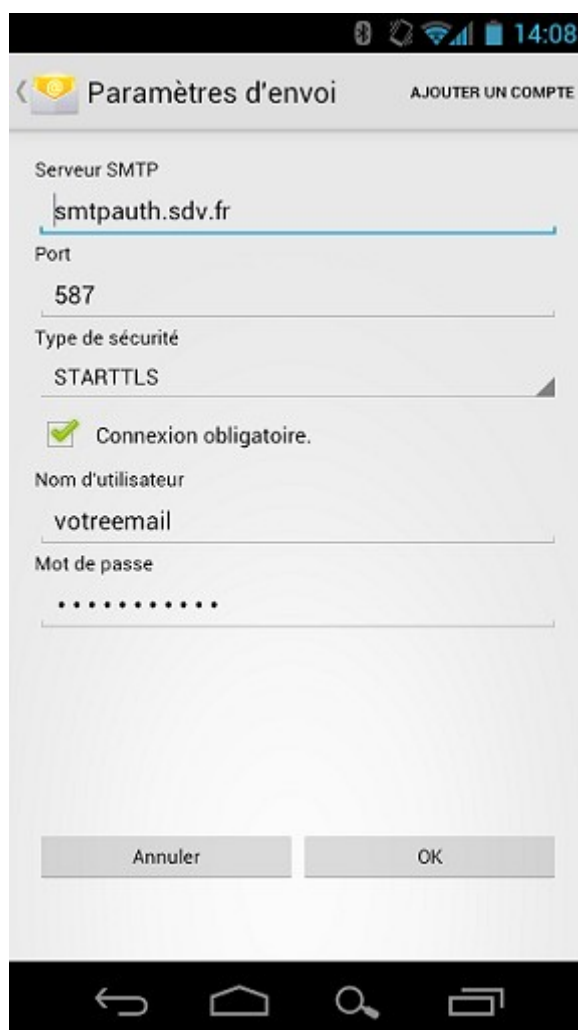 14:08
Paramètres d'envoi AJOUTER UN COMPTE
Serveur SMTP
smtpauth.sdv.fr
Port
587
Type de sécurité
STARTTLS
Connexion obligatoire.
Nom d'utilisateur
votreemail
Mot de passe
•••••••••••
Annuler OK